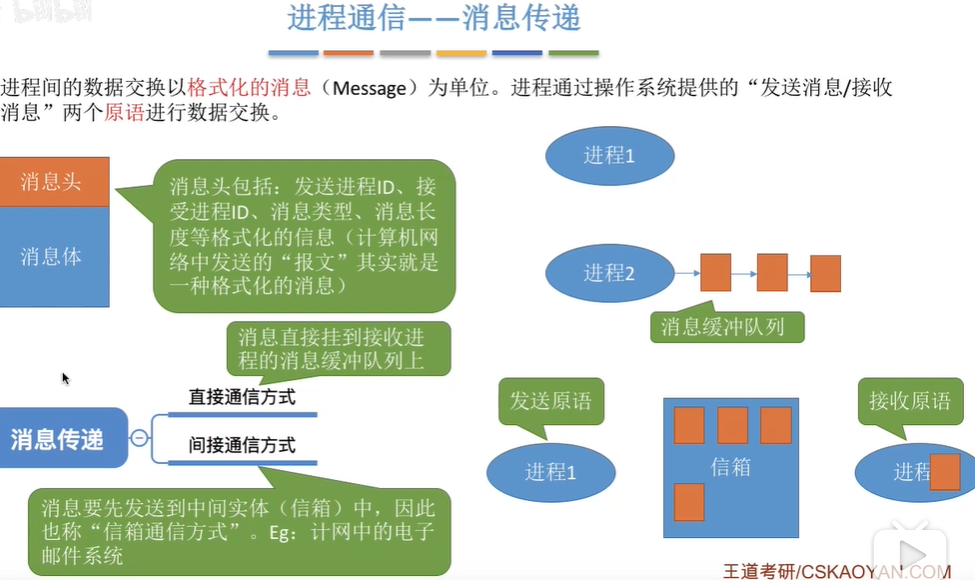 bilibili
进程通信——消息传递
进程间的数据交换以格式化的消息（Message）为单位。进程通过操作系统提供的“发送消息/接收
消息”两个原语进行数据交换。
消息头
消息体
消息头包括：发送进程ID、接
受进程ID、消息类型、消息长
度等格式化的信息（计算机网
络中发送的“报文”其实就是
一种格式化的消息）
进程1
进程2
消息缓冲队列
消息直接挂到接收进
程的消息缓冲队列上
直接通信方式
消息传递
间接通信方式
消息要先发送到中间实体（信箱）中，因此
也称“信箱通信方式”。Eg：计网中的电子
邮件系统
发送原语
进程1
信箱
接收原语
进程
王道考研/CSKAOYAN.COM